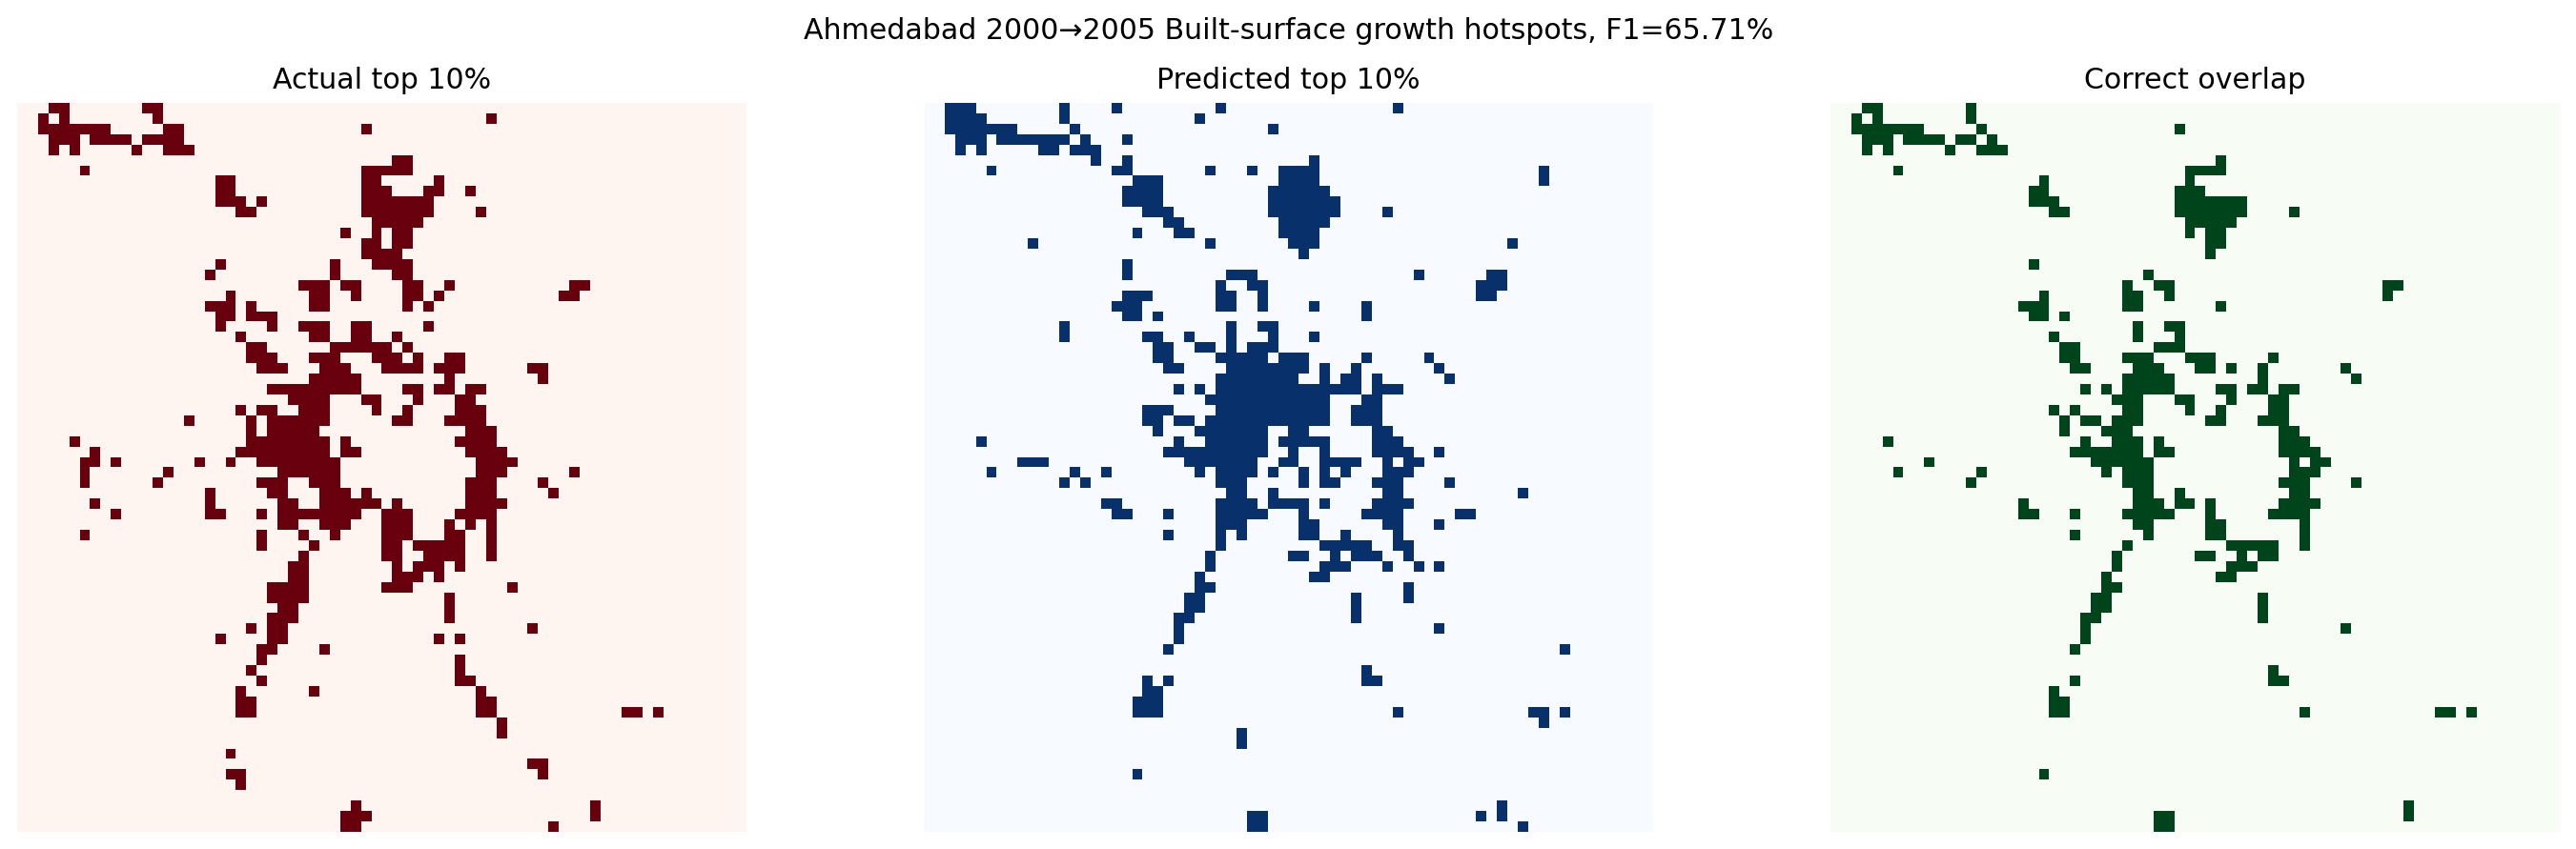 Ahmedabad 2000→2005 Built-surface growth hotspots, F1=65.71%
Actual top 10%
Predicted top 10%
Correct overlap